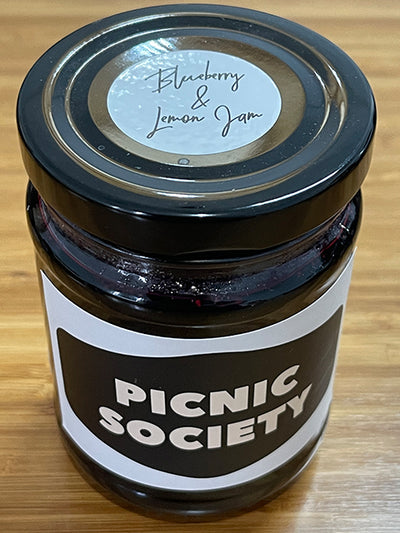 Blueberry
&
Lemon Jam
PICNIC
SOCIETY